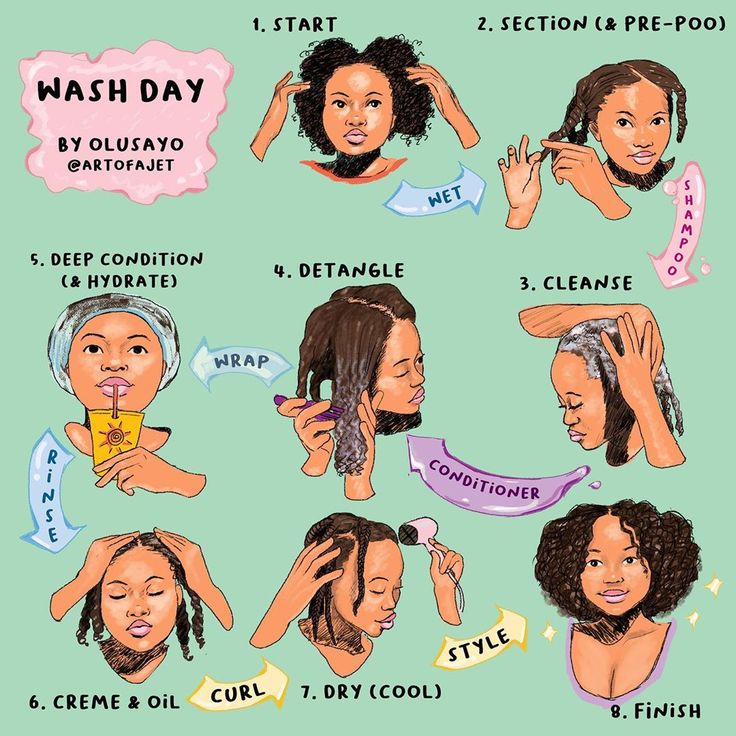 WASH DAY
BY OLUSAYO
@ARTOFAJET
1. START
WET
2. SECTION (& PRE-POO)
SHAMPOO
3. CLEANSE
CONDITIONER
4. DETANGLE
WRAP
5. DEEP CONDITION
(& HYDRATE)
RINSE
6. CREME & OIL
CURL
7. DRY (COOL)
STYLE
8. FINISH